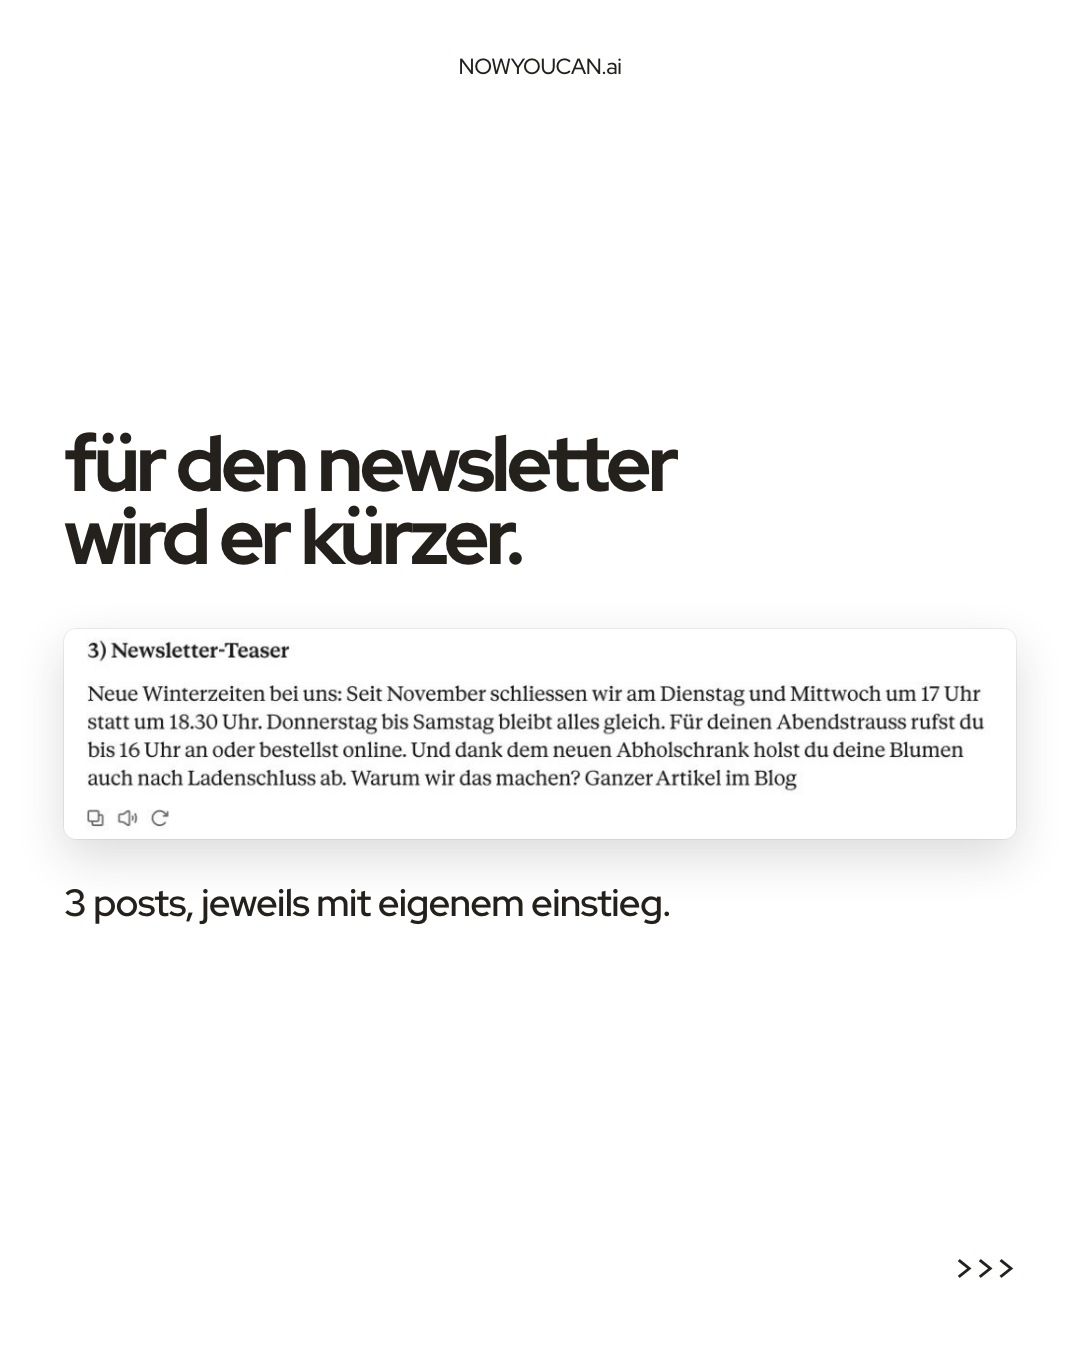 NOWYOUCAN.ai
für den newsletter
wird er kürzer.
3) Newsletter-Teaser
Neue Winterzeiten bei uns: Seit November schliessen wir am Dienstag und Mittwoch um 17 Uhr
statt um 18.30 Uhr. Donnerstag bis Samstag bleibt alles gleich. Für deinen Abendstrauss rufst du
bis 16 Uhr an oder bestellst online. Und dank dem neuen Abholschrank holst du deine Blumen
auch nach Ladenschluss ab. Warum wir das machen? Ganzer Artikel im Blog
3 posts, jeweils mit eigenem einstieg.
>>>